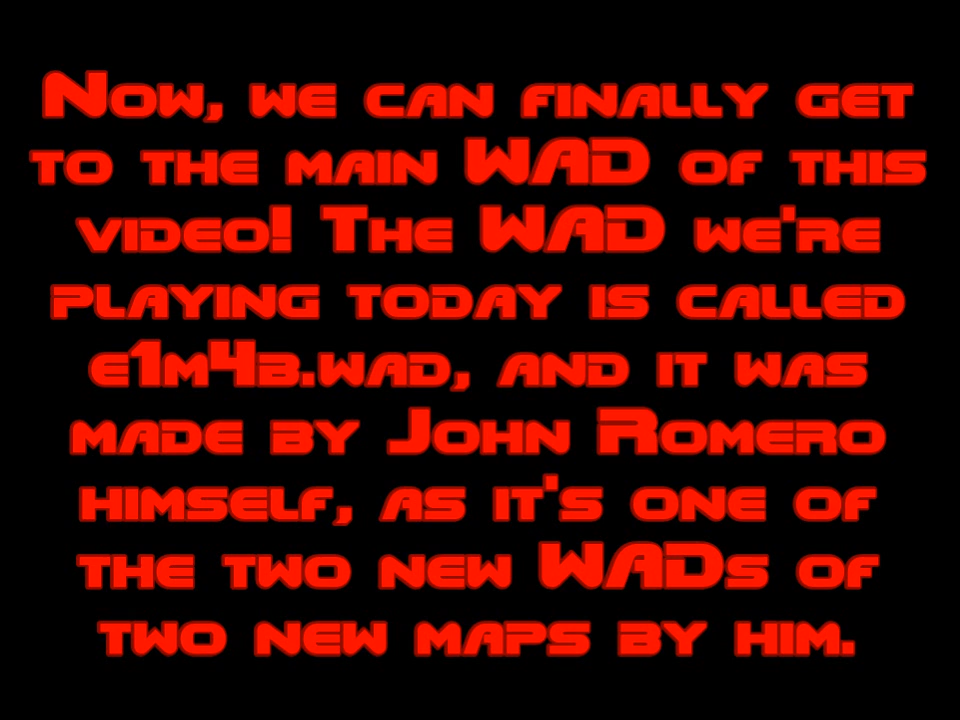 Now, we can finally get
to the main WAD of this
video! The WAD we're
playing today is called
e1m4b.wad, and it was
made by John Romero
himself, as it's one of
the two new WADs of
two new maps by him.